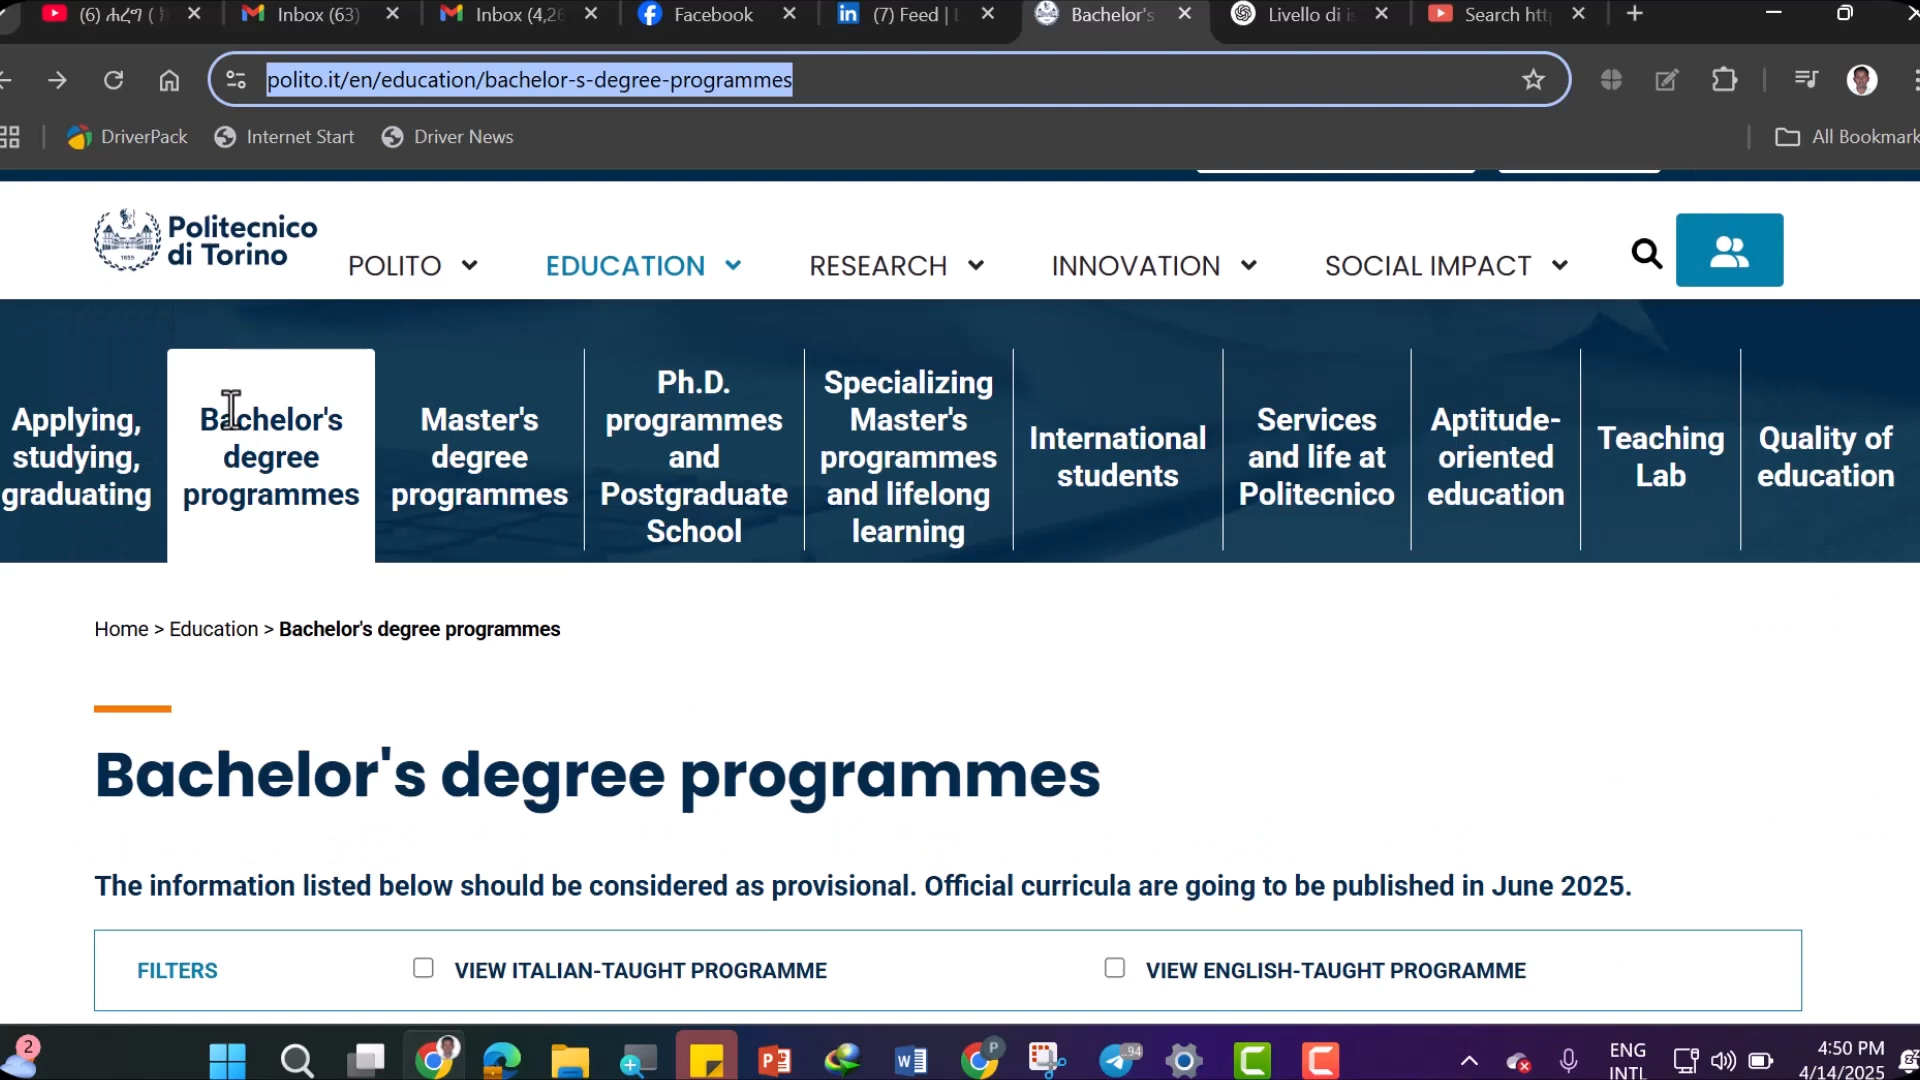 (6) ሐረግ (
Inbox (63)
Inbox (4,26
Facebook
(7) Feed |
Bachelor's
Livello di is
Search htt
polito.it/en/education/bachelor-s-degree-programmes
DriverPack
Internet Start
Driver News
All Bookmark
Politecnico
di Torino
1859
POLITO
EDUCATION
RESEARCH
INNOVATION
SOCIAL IMPACT
Applying,
studying,
graduating
Bachelor's
degree
programmes
Master's
degree
programmes
Ph.D.
programmes
and
Postgraduate
School
Specializing
Master's
programmes
and lifelong
learning
International
students
Services
and life at
Politecnico
Aptitude-
oriented
education
Teaching
Lab
Quality of
education
Home > Education > Bachelor's degree programmes
Bachelor's degree programmes
The information listed below should be considered as provisional. Official curricula are going to be published in June 2025.
FILTERS
VIEW ITALIAN-TAUGHT PROGRAMME
VIEW ENGLISH-TAUGHT PROGRAMME
2
P
94
ENG
INTL
4:50 PM
4/14/2025